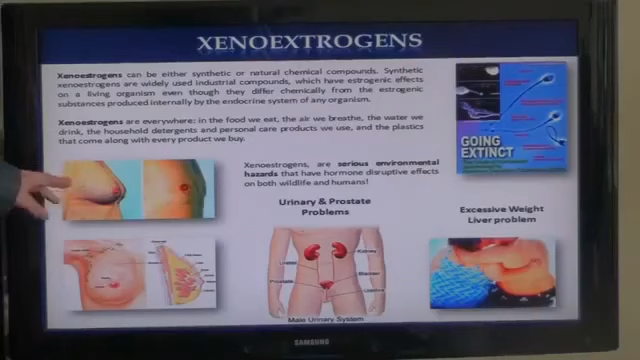 XENOEXTROGENS
Xenoestrogens can be either synthetic or natural chemical compounds. Synthetic
xenoestrogens are widely used industrial compounds, which have estrogenic effects
on a living organism even though they differ chemically from the estrogenic
substances produced internally by the endocrine system of any organism.
Xenoestrogens are everywhere: in the food we eat, the air we breathe, the water we
drink, the household detergents and personal care products we use, and the plastics
that come along with every product we buy.
GOING
EXTINCT
Xenoestrogens, are serious environmental
hazards that have hormone disruptive effects
on both wildlife and humans!
Urinary & Prostate
Problems
Excessive Weight
Liver problem
Kidney
Ureter
Bladder
Prostate
Urethra
Male Urinary System
SAMSUNG